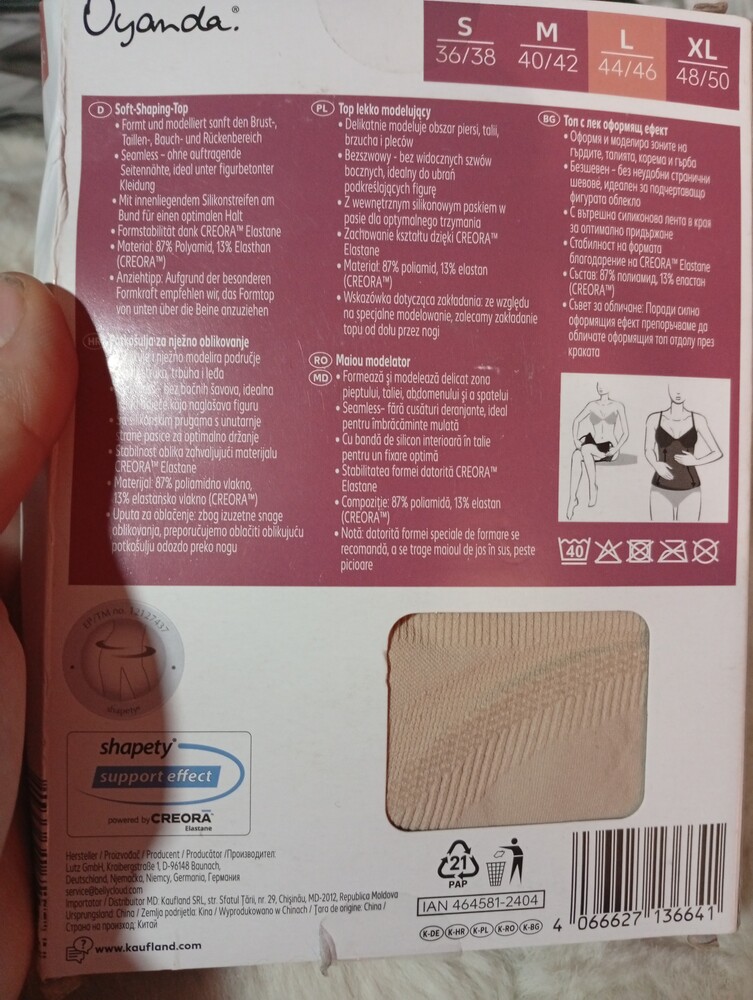 Oyanda®
S
36/38
M
40/42
L
44/46
XL
48/50
D Soft-Shaping-Top
• Formt und modelliert sanft den Brust-,
Taillen-, Bauch- und Rückenbereich
• Seamless - ohne auftragende
Seitennähte, ideal unter figurbetonter
Kleidung
• Mit innenliegendem Silikonstreifen am
Bund für einen optimalen Halt
• Formstabilität dank CREORA™ Elastane
• Material: 87% Polyamid, 13% Elasthan
(CREORA™)
• Anziehtipp: Aufgrund der besonderen
Formkraft empfehlen wir, das Formtop
von unten über die Beine anzuziehen
HR Potkošulja za nježno oblikovanje
nježno modelira područje
trbuha i leđa
bez bočnih šavova, idealna
koja naglašava figuru
silikonskim prugama s unutarnje
strane pasice za optimalno držanje
• Stabilnost oblika zahvaljujući materijalu
CREORA™ Elastane
• Materijal: 87% poliamidno vlakno,
13% elastansko vlakno (CREORA™)
• Uputa za oblačenje: zbog izuzetne snage
oblikovanja, preporučujemo oblačiti oblikujuću
potkošulju odozdo preko nogu
PL Top lekko modelujący
• Delikatnie modeluje obszar piersi, talii,
brzucha i pleców
• Bezszwowy - bez widocznych szwów
bocznych, idealny do ubrań
podkreślających figurę
• Z wewnętrznym silikonowym paskiem w
pasie dla optymalnego trzymania
• Zachowanie kształtu dzięki CREORA™
Elastane
• Materiał: 87% poliamid, 13% elastan
(CREORA™)
• Wskazówka dotycząca zakładania: ze względu
na specjalne modelowanie, zalecamy zakładanie
topu od dołu przez nogi
RO MD Maiou modelator
• Formează și modelează delicat zona
pieptului, taliei, abdomenului și a spatelui
• Seamless- fără cusături deranjante, ideal
pentru îmbrăcăminte mulată
• Cu bandă de silicon interioară în talie
pentru un fixare optimă
• Stabilitatea formei datorită CREORA™
Elastane
• Compoziție: 87% poliamidă, 13% elastan
(CREORA™)
• Notă: datorită formei speciale de formare se
recomandă, a se trage maioul de jos în sus, peste
picioare
BG Топ с лек оформящ ефект
• Оформя и моделира зоните на
гърдите, талията, корема и гърба
• Безшевен - без неудобни странични
шевове, идеален за подчертаващо
фигурата облекло
• С вътрешна силиконова лента в края
за оптимално придържане
• Стабилност на формата
благодарение на CREORA™ Elastane
• Състав: 87% полиамид, 13% еластан
(CREORA™)
• Съвет за обличане: Поради силно
оформящия ефект препоръчваме да
обличате оформящия топ отдолу през
краката
40
EP/TM no. 12127437
shapety®
shapety®
support effect
powered by CREORA™
Elastane
Hersteller / Proizvođač / Producent / Producător /Производител:
Lutz GmbH, Kraibergstraße 1, D-96148 Baunach,
Deutschland, Njemačka, Niemcy, Germania, Германия
service@bellycloud.com
Importator / Distribuitor MD: Kaufland SRL, str. Sfatul Țării, nr. 29, Chișinău, MD-2012, Republica Moldova
Ursprungsland: China / Zemlja podrijetla: Kina / Wyprodukowano w Chinach / Țara de origine: China /
Страна на произход: Китай
www.kaufland.com
21
PAP
IAN 464581-2404
K-DE K-HR K-PL K-RO K-BG
4 066627 136641